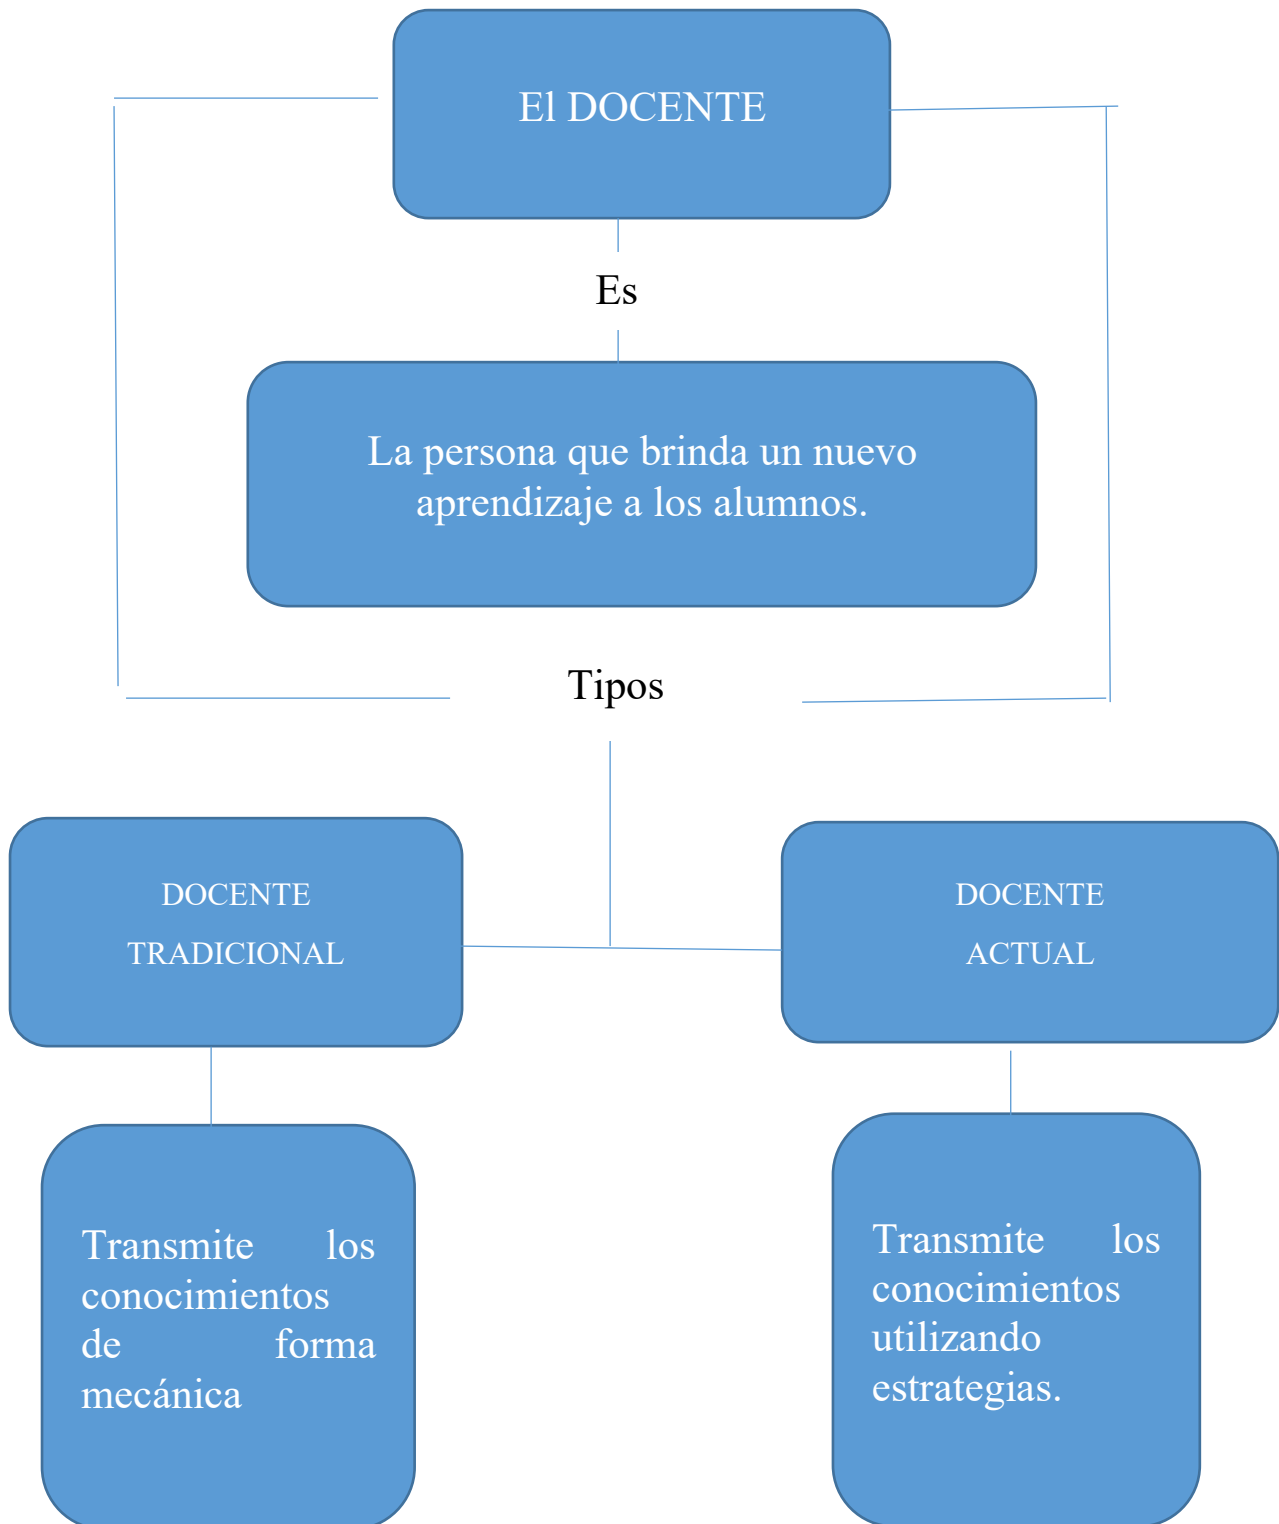 El DOCENTE
Es
La persona que brinda un nuevo
aprendizaje a los alumnos.
Tipos
DOCENTE
TRADICIONAL
DOCENTE
ACTUAL
Transmite los
conocimientos
de forma
mecánica
Transmite los
conocimientos
utilizando
estrategias.